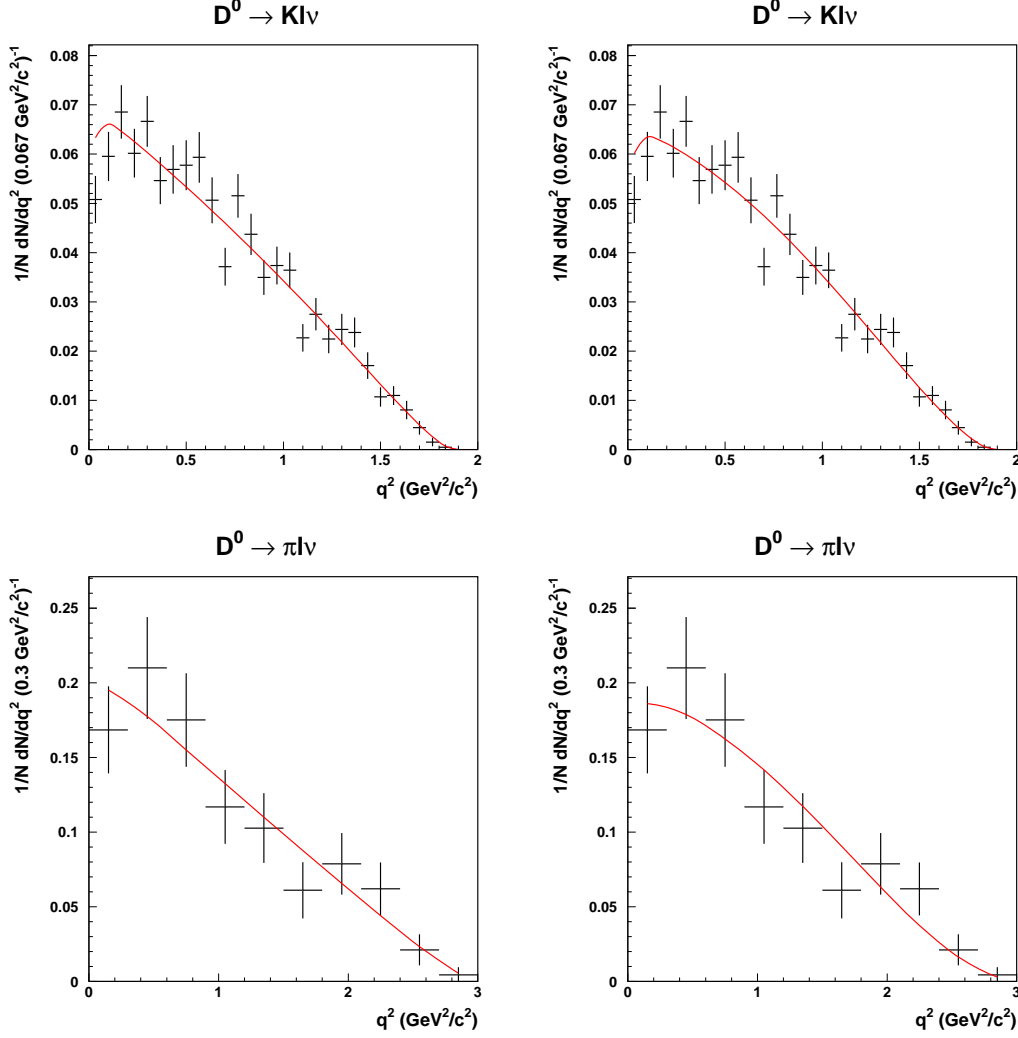 D⁰ → Klν
1/N dN/dq² (0.067 GeV²/c²)⁻¹
0.08
0.07
0.06
0.05
0.04
0.03
0.02
0.01
0
0 0.5 1 1.5 2
q² (GeV²/c²)
D⁰ → Klν
1/N dN/dq² (0.067 GeV²/c²)⁻¹
0.08
0.07
0.06
0.05
0.04
0.03
0.02
0.01
0
0 0.5 1 1.5 2
q² (GeV²/c²)
D⁰ → πlν
1/N dN/dq² (0.3 GeV²/c²)⁻¹
0.25
0.2
0.15
0.1
0.05
0
0 1 2 3
q² (GeV²/c²)
D⁰ → πlν
1/N dN/dq² (0.3 GeV²/c²)⁻¹
0.25
0.2
0.15
0.1
0.05
0
0 1 2 3
q² (GeV²/c²)